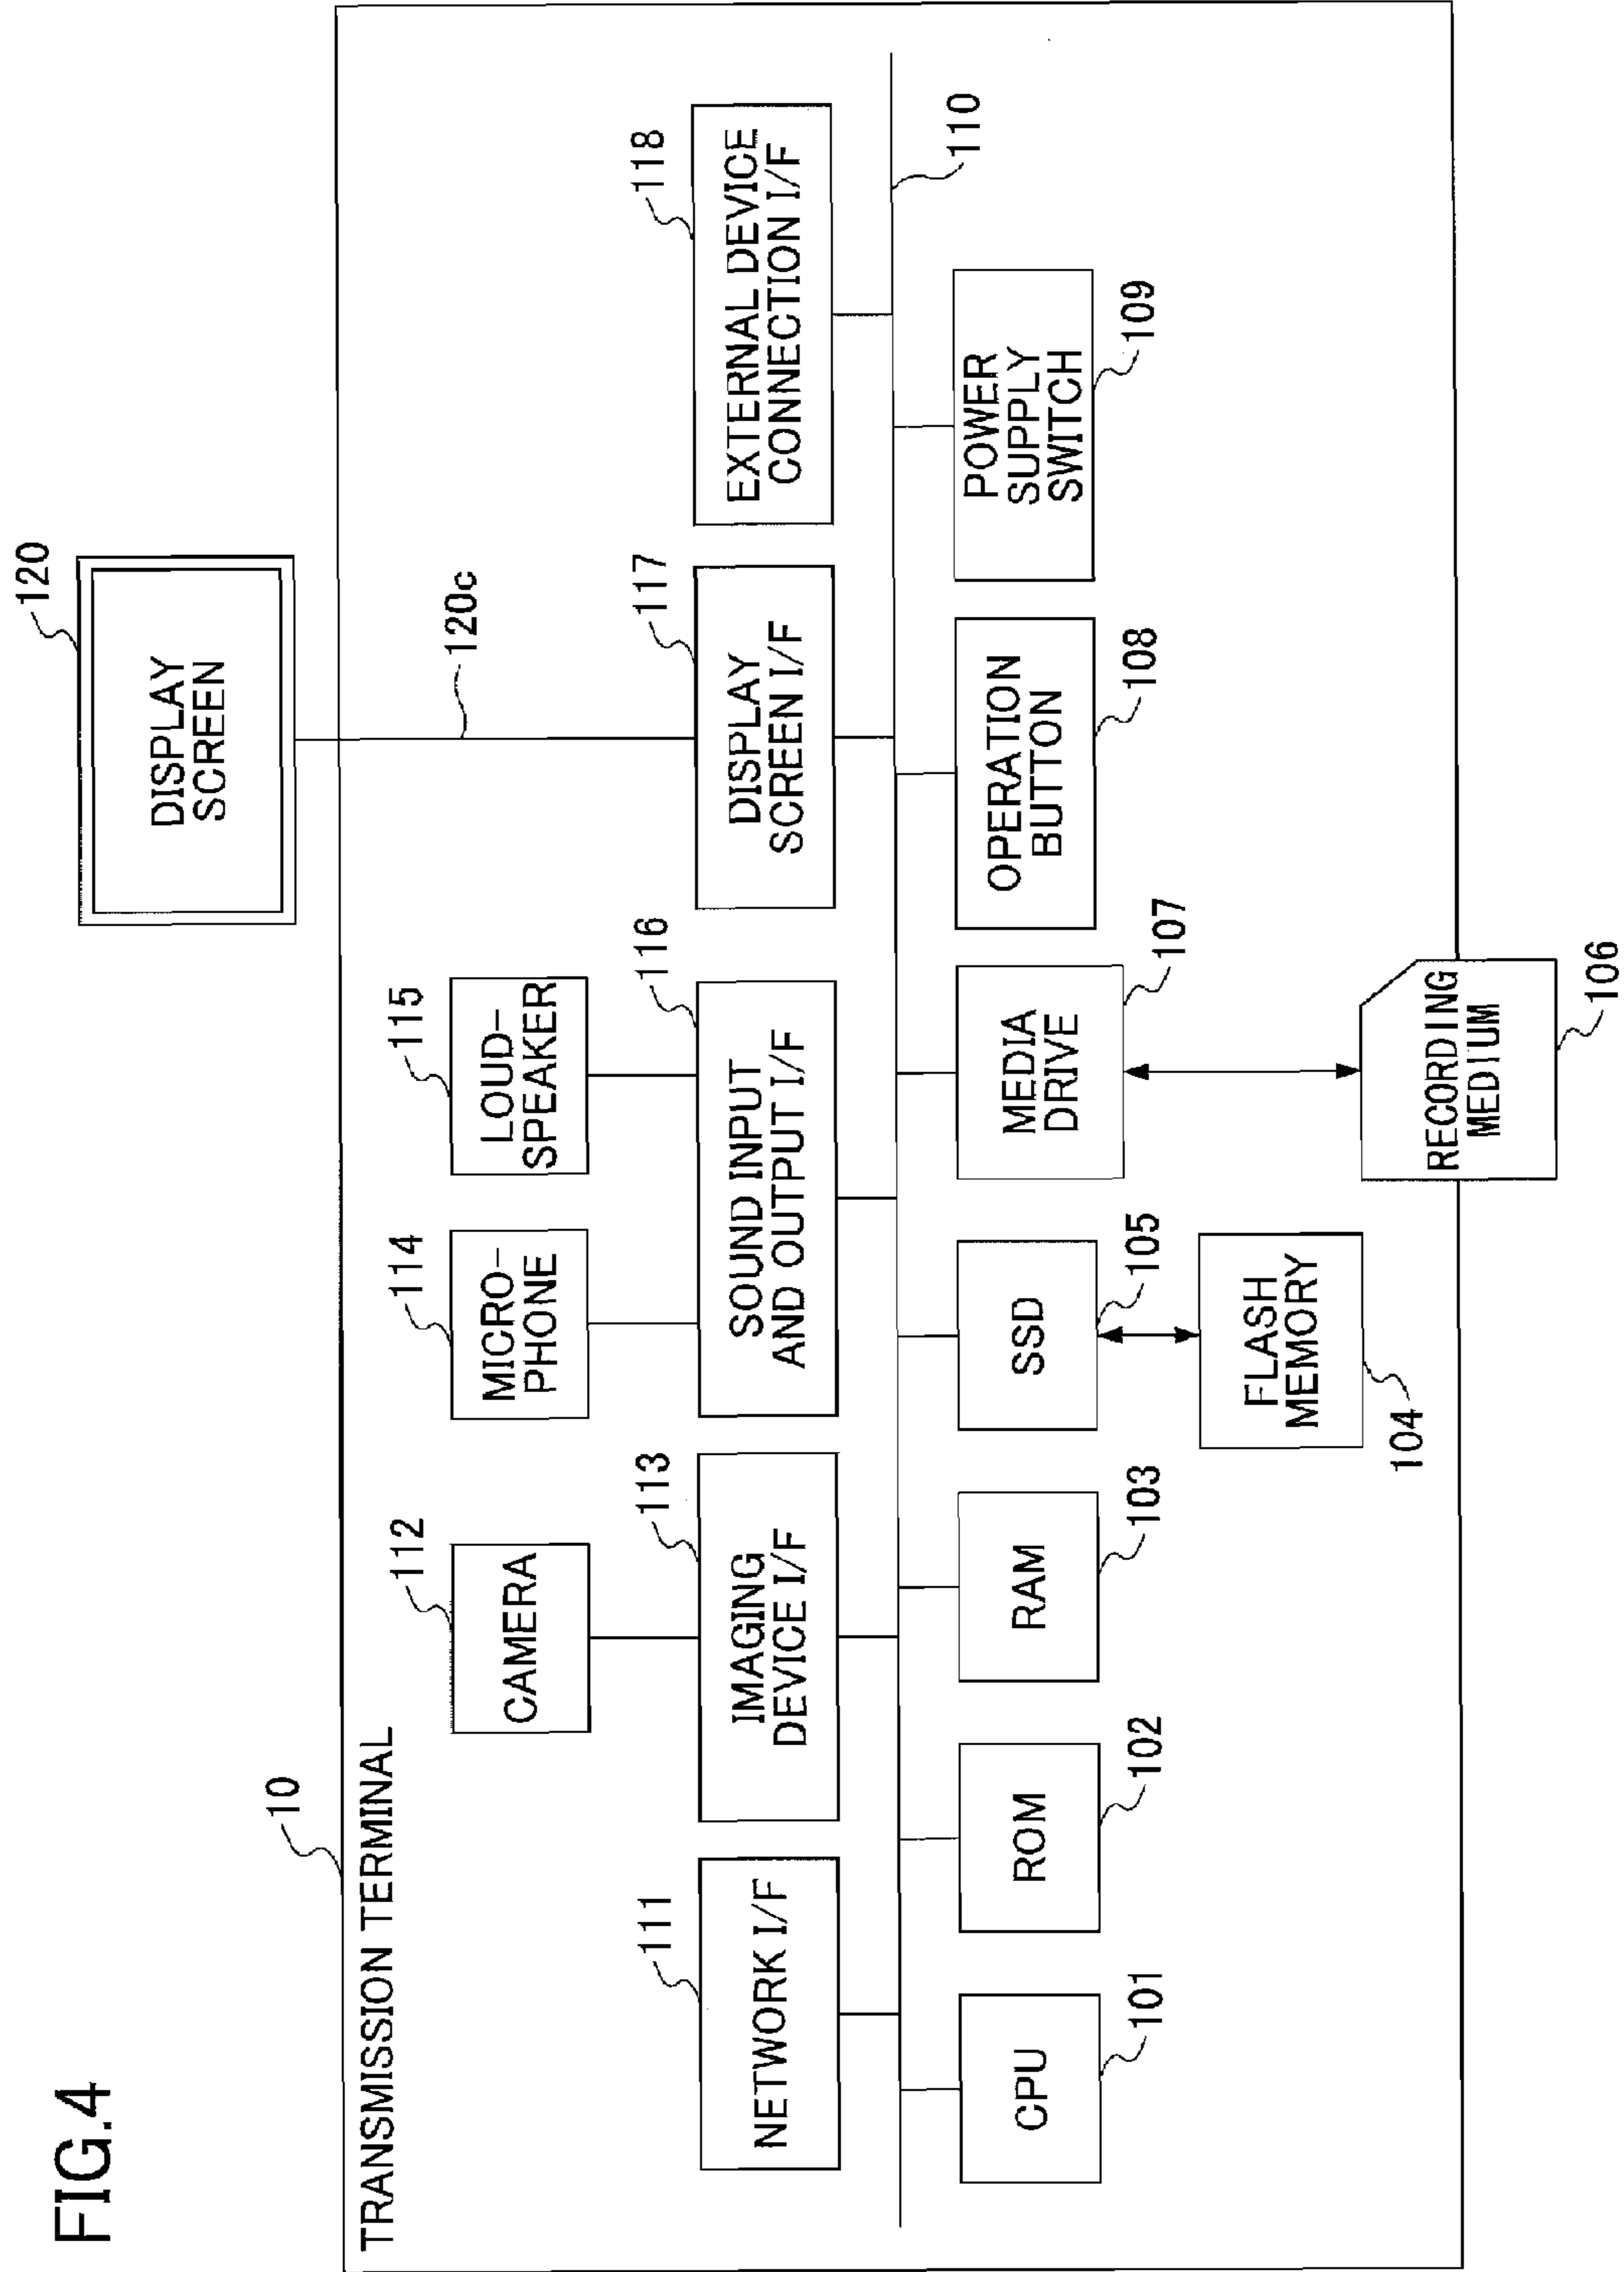 FIG.4
120
DISPLAY
SCREEN
10
120c
TRANSMISSION TERMINAL
112
CAMERA
114
MICRO-
PHONE
115
LOUD-
SPEAKER
111
NETWORK I/F
113
IMAGING
DEVICE I/F
116
SOUND INPUT
AND OUTPUT I/F
117
DISPLAY
SCREEN I/F
118
EXTERNAL DEVICE
CONNECTION I/F
110
CPU
101
ROM
102
RAM
103
SSD
105
MEDIA
DRIVE
107
OPERATION
BUTTON
108
POWER
SUPPLY
SWITCH
109
FLASH
MEMORY
104
RECORDING
MEDIUM
106